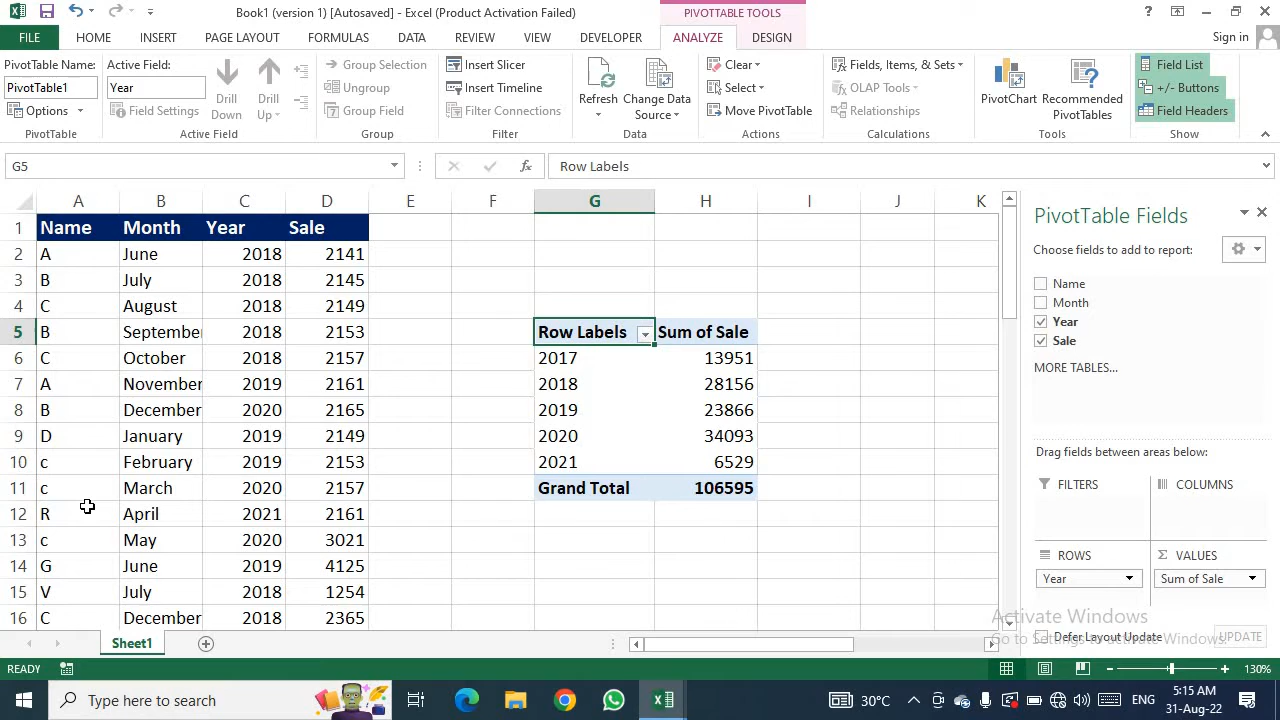 Book1 (version 1) [Autosaved] - Excel (Product Activation Failed)
PIVOTTABLE TOOLS
?
FILE HOME INSERT PAGE LAYOUT FORMULAS DATA REVIEW VIEW DEVELOPER ANALYZE DESIGN Sign in
PivotTable Name:
PivotTable1
Options
PivotTable
Active Field:
Year
Field Settings
Drill Down
Drill Up
Active Field
Group Selection
Ungroup
Group Field
Group
Insert Slicer
Insert Timeline
Filter Connections
Filter
Refresh
Change Data
Source
Data
Clear
Select
Move PivotTable
Actions
Fields, Items, & Sets
OLAP Tools
Relationships
Calculations
PivotChart
Recommended
PivotTables
Tools
Field List
+/- Buttons
Field Headers
Show
G5
fx
Row Labels
A B C D E F G H I J K
1 Name Month Year Sale
2 A June 2018 2141
3 B July 2018 2145
4 C August 2018 2149
5 B Septembe 2018 2153 Row Labels Sum of Sale
6 C October 2018 2157 2017 13951
7 A November 2019 2161 2018 28156
8 B December 2020 2165 2019 23866
9 D January 2019 2149 2020 34093
10 c February 2019 2153 2021 6529
11 c March 2020 2157 Grand Total 106595
12 R April 2021 2161
13 c May 2020 3021
14 G June 2019 4125
15 V July 2018 1254
16 C December 2018 2365
PivotTable Fields
Choose fields to add to report:
Name
Month
Year
Sale
MORE TABLES...
Drag fields between areas below:
FILTERS
COLUMNS
ROWS
Σ VALUES
Year
Sum of Sale
Activate Windows
Go to Settings to activate Windows.
Defer Layout Update
UPDATE
Sheet1
READY
130%
Type here to search
30°C
ENG
5:15 AM
31-Aug-22